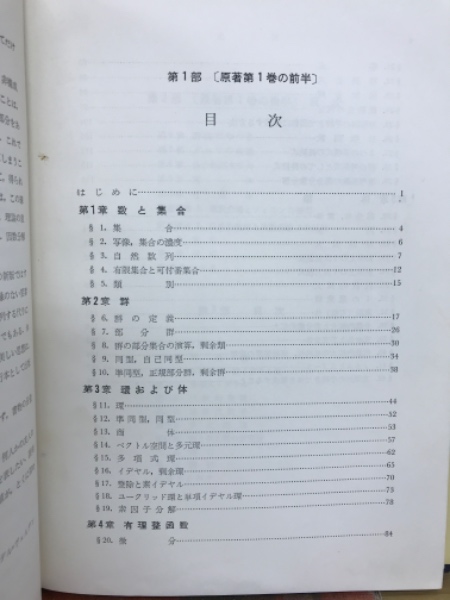 第1部 〔原著第1巻の前半〕
目 次
はじめに 1
第1章 数と集合
§1. 集 合 4
§2. 写像，集合の濃度 6
§3. 自然数列 7
§4. 有限集合と可付番集合 12
§5. 類 別 15
第2章 群
§6. 群の定義 17
§7. 部分群 26
§8. 群の部分集合の演算，剰余類 30
§9. 同型，自己同型 34
§10. 準同型，正規部分群，剰余群 38
第3章 環および体
§11. 環 44
§12. 準同型，同型 52
§13. 商 体 53
§14. ベクトル空間と多元環 57
§15. 多項式環 62
§16. イデヤル，剰余環 65
§17. 整除と素イデヤル 70
§18. ユークリッド環と単項イデヤル環 73
§19. 素因子分解 78
第4章 有理整函数
§20. 微 分 84